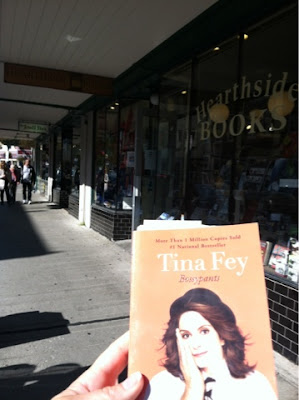 Hearthside
BOOKS
More Than 1 Million Copies Sold
#1 National Bestseller
Tina Fey
Bossypants